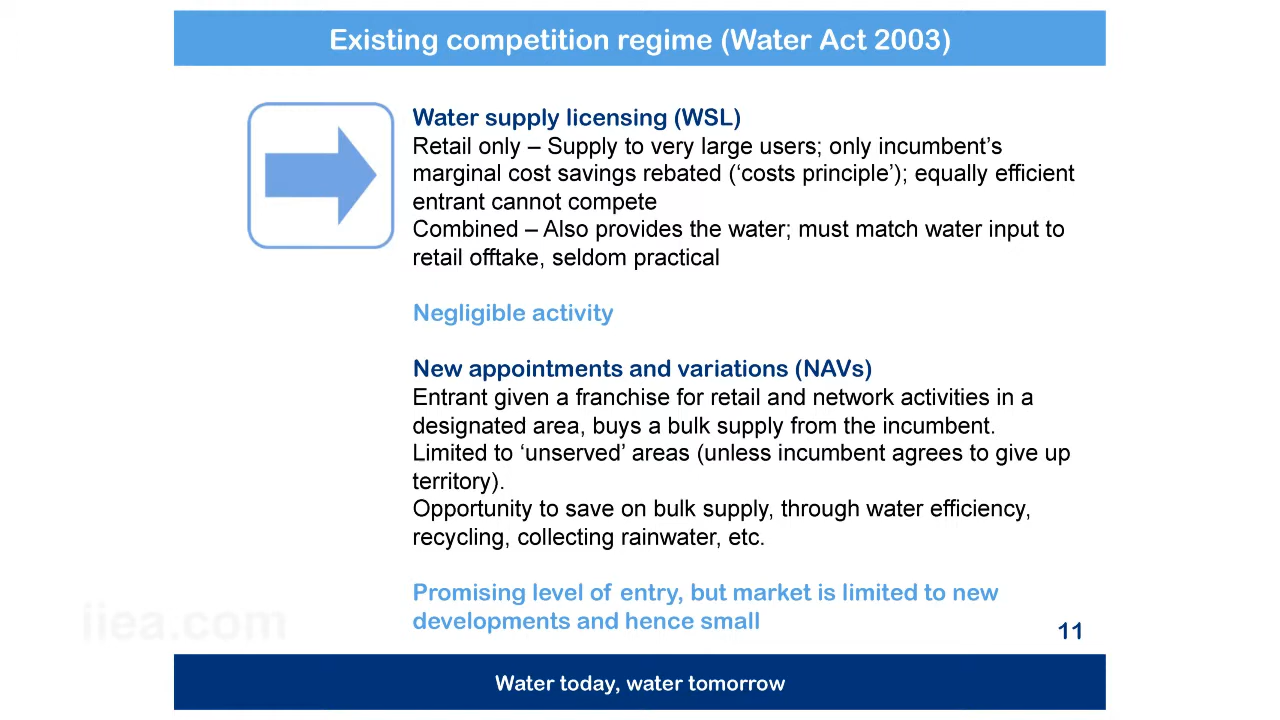 Existing competition regime (Water Act 2003)
Water supply licensing (WSL)
Retail only – Supply to very large users; only incumbent's
marginal cost savings rebated ('costs principle'); equally efficient
entrant cannot compete
Combined – Also provides the water; must match water input to
retail offtake, seldom practical
Negligible activity
New appointments and variations (NAVs)
Entrant given a franchise for retail and network activities in a
designated area, buys a bulk supply from the incumbent.
Limited to 'unserved' areas (unless incumbent agrees to give up
territory).
Opportunity to save on bulk supply, through water efficiency,
recycling, collecting rainwater, etc.
Promising level of entry, but market is limited to new
developments and hence small
iiea.com
11
Water today, water tomorrow